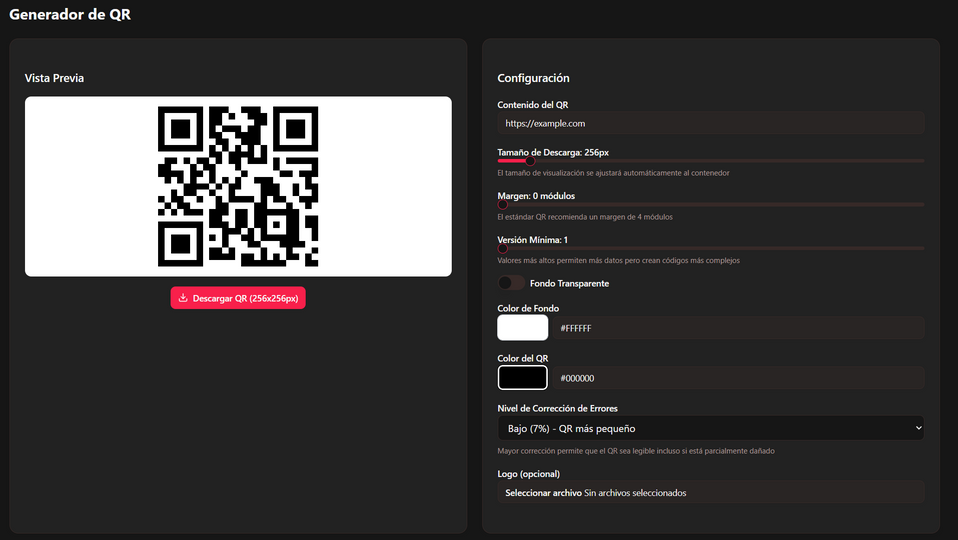 Generador de QR
Vista Previa
Descargar QR (256x256px)
Configuración
Contenido del QR
https://example.com
Tamaño de Descarga: 256px
El tamaño de visualización se ajustará automáticamente al contenedor
Margen: 0 módulos
El estándar QR recomienda un margen de 4 módulos
Versión Mínima: 1
Valores más altos permiten más datos pero crean códigos más complejos
Fondo Transparente
Color de Fondo
#FFFFFF
Color del QR
#000000
Nivel de Corrección de Errores
Bajo (7%) - QR más pequeño
Mayor corrección permite que el QR sea legible incluso si está parcialmente dañado
Logo (opcional)
Seleccionar archivo Sin archivos seleccionados